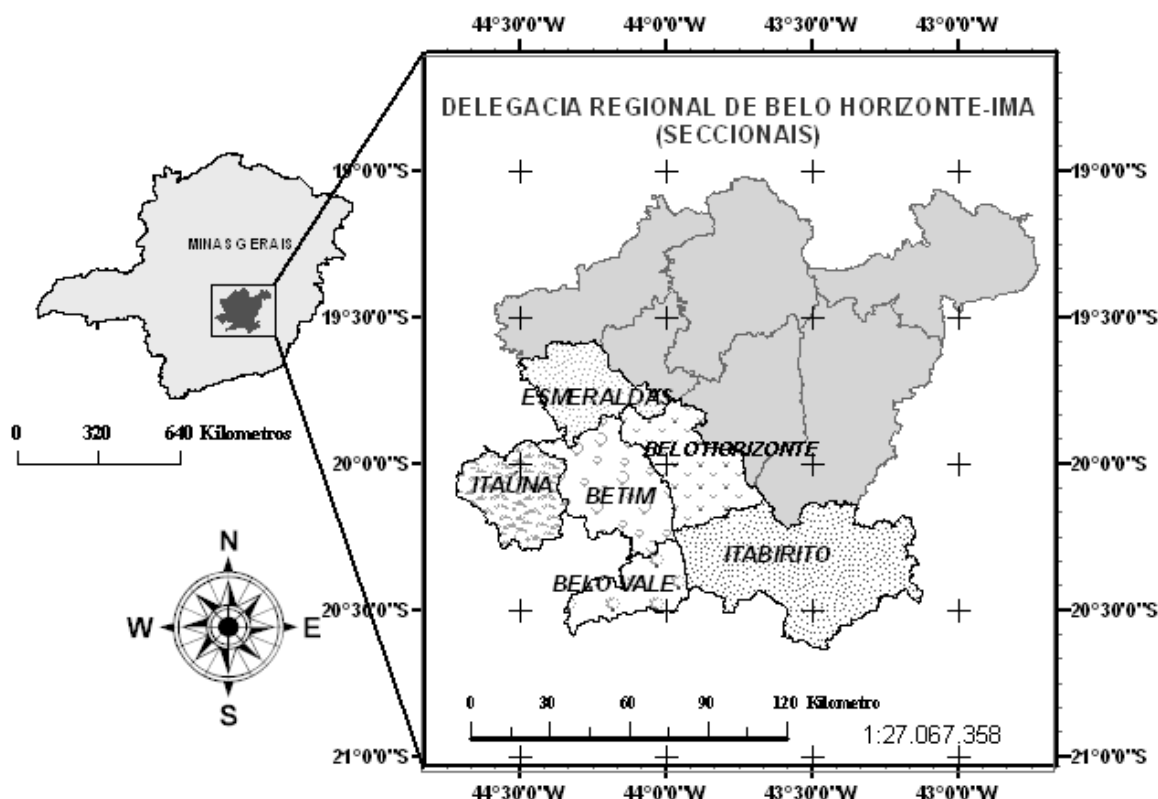 44°30'0"W 44°0'0"W 43°30'0"W 43°0'0"W
DELEGACIA REGIONAL DE BELO HORIZONTE-IMA
(SECCIONAIS)
19°0'0"S 19°0'0"S
MINAS GERAIS
19°30'0"S 19°30'0"S
ESMERALDAS
0 320 640 Kilometros
BELO HORIZONTE
20°0'0"S 20°0'0"S
ITAÚNA
BETIM
ITABIRITO
N
BELO VALE
20°30'0"S 20°30'0"S
W E
S
0 30 60 90 120 Kilometro
1:27.067.358
21°0'0"S 21°0'0"S
44°30'0"W 44°0'0"W 43°30'0"W 43°0'0"W